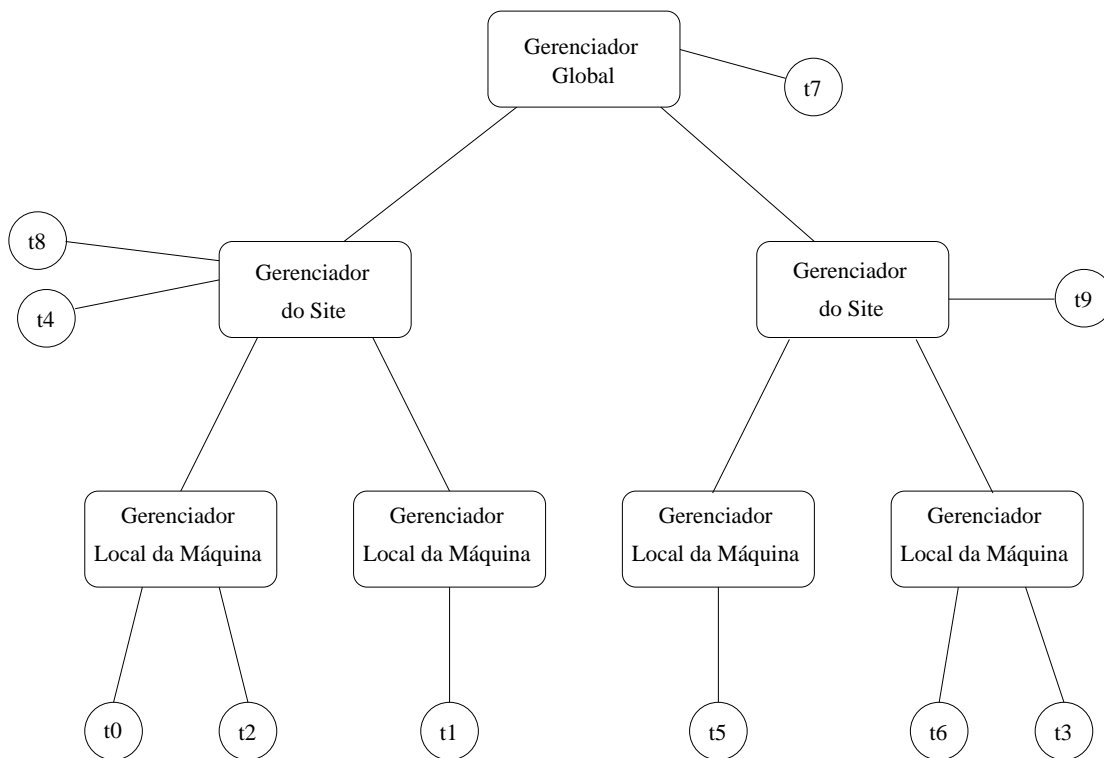 Gerenciador
Global
t7
t8
t4
Gerenciador
do Site
Gerenciador
do Site
t9
Gerenciador
Local da Máquina
Gerenciador
Local da Máquina
Gerenciador
Local da Máquina
Gerenciador
Local da Máquina
t0
t2
t1
t5
t6
t3